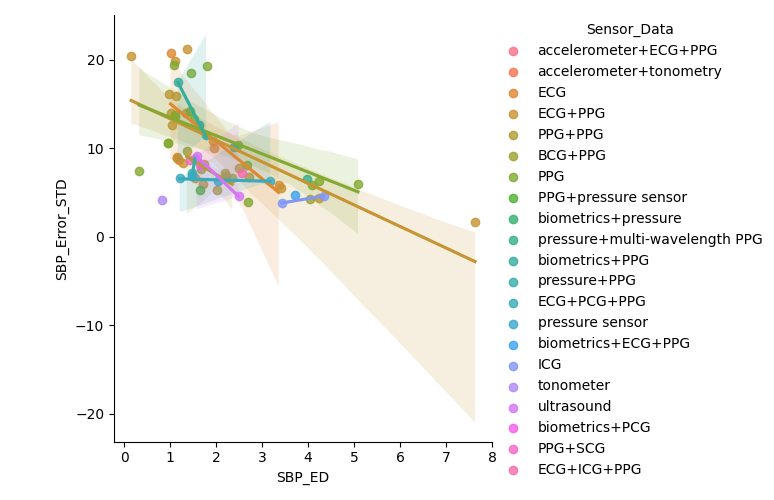 Sensor_Data
accelerometer+ECG+PPG
accelerometer+tonometry
ECG
ECG+PPG
PPG+PPG
BCG+PPG
PPG
PPG+pressure sensor
biometrics+pressure
pressure+multi-wavelength PPG
biometrics+PPG
pressure+PPG
ECG+PCG+PPG
pressure sensor
biometrics+ECG+PPG
ICG
tonometer
ultrasound
biometrics+PCG
PPG+SCG
ECG+ICG+PPG
SBP_Error_STD
20
10
0
−10
−20
0 1 2 3 4 5 6 7 8
SBP_ED